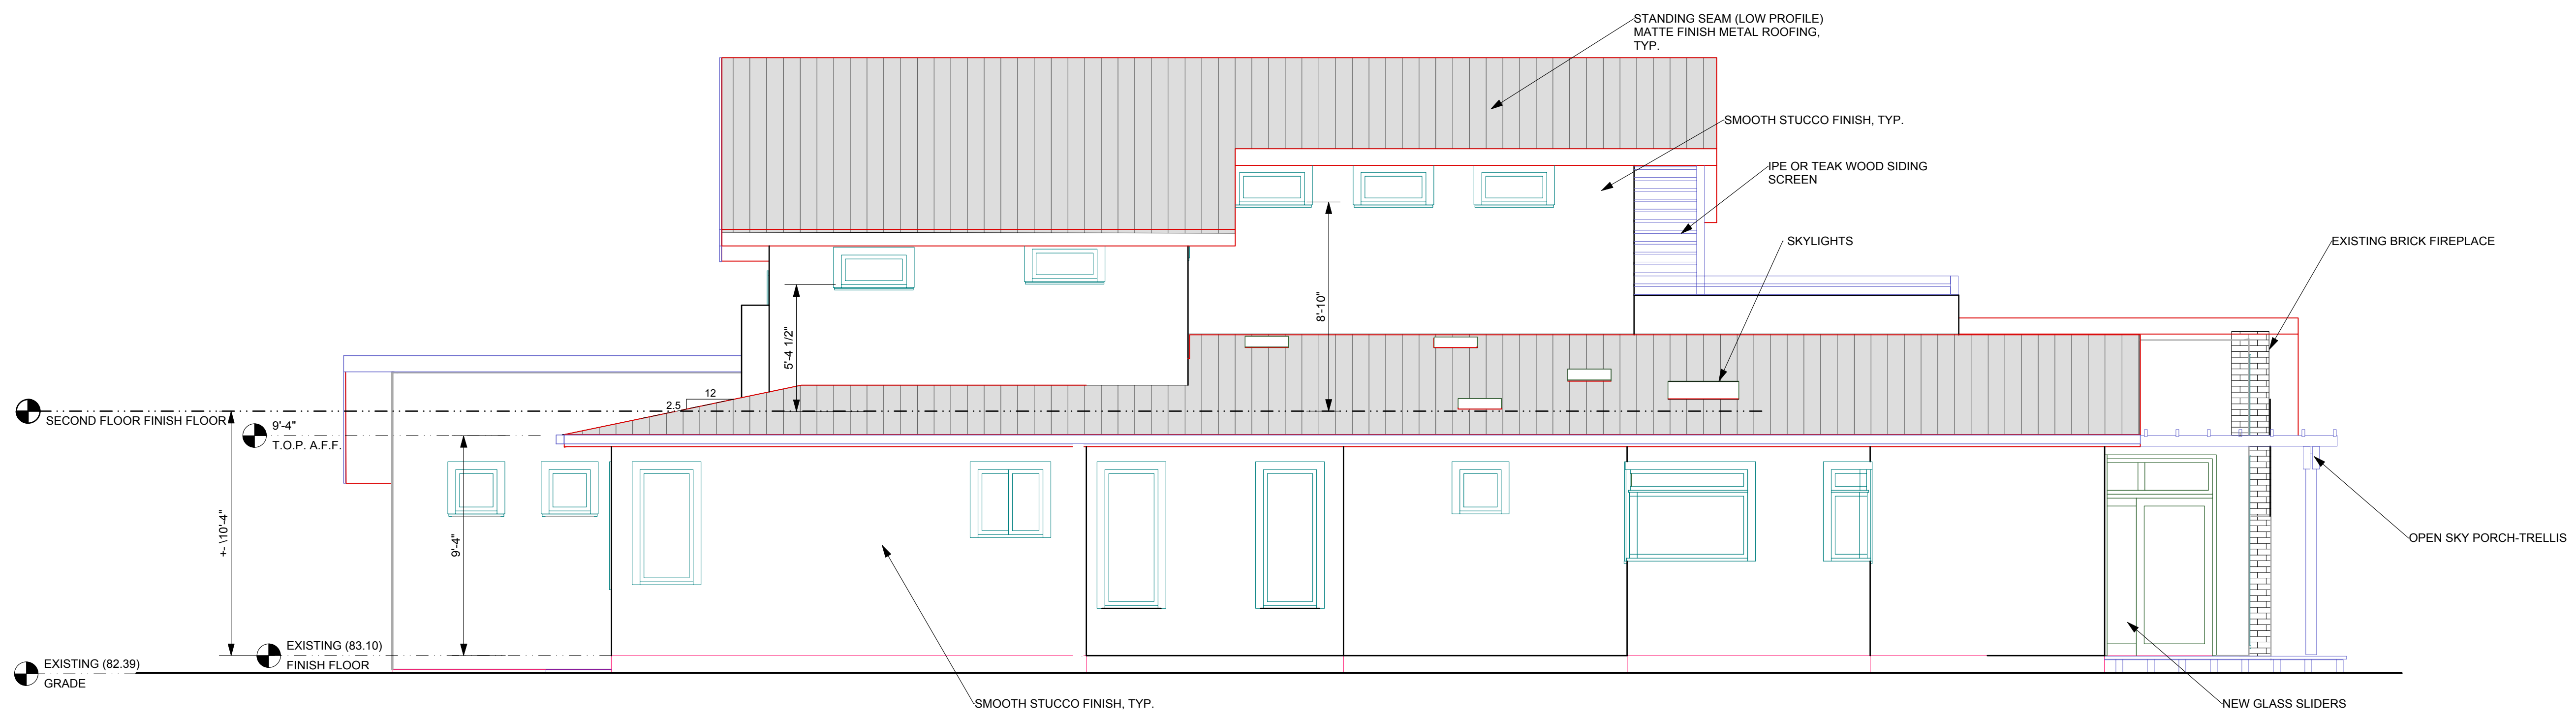 STANDING SEAM (LOW PROFILE)
MATTE FINISH METAL ROOFING,
TYP.
SMOOTH STUCCO FINISH, TYP.
IPE OR TEAK WOOD SIDING
SCREEN
SKYLIGHTS
EXISTING BRICK FIREPLACE
8'-10"
5'-4 1/2"
12
2.5
SECOND FLOOR FINISH FLOOR
9'-4"
T.O.P. A.F.F.
+- \10'-4"
9'-4"
OPEN SKY PORCH-TRELLIS
EXISTING (83.10)
FINISH FLOOR
EXISTING (82.39)
GRADE
SMOOTH STUCCO FINISH, TYP.
NEW GLASS SLIDERS